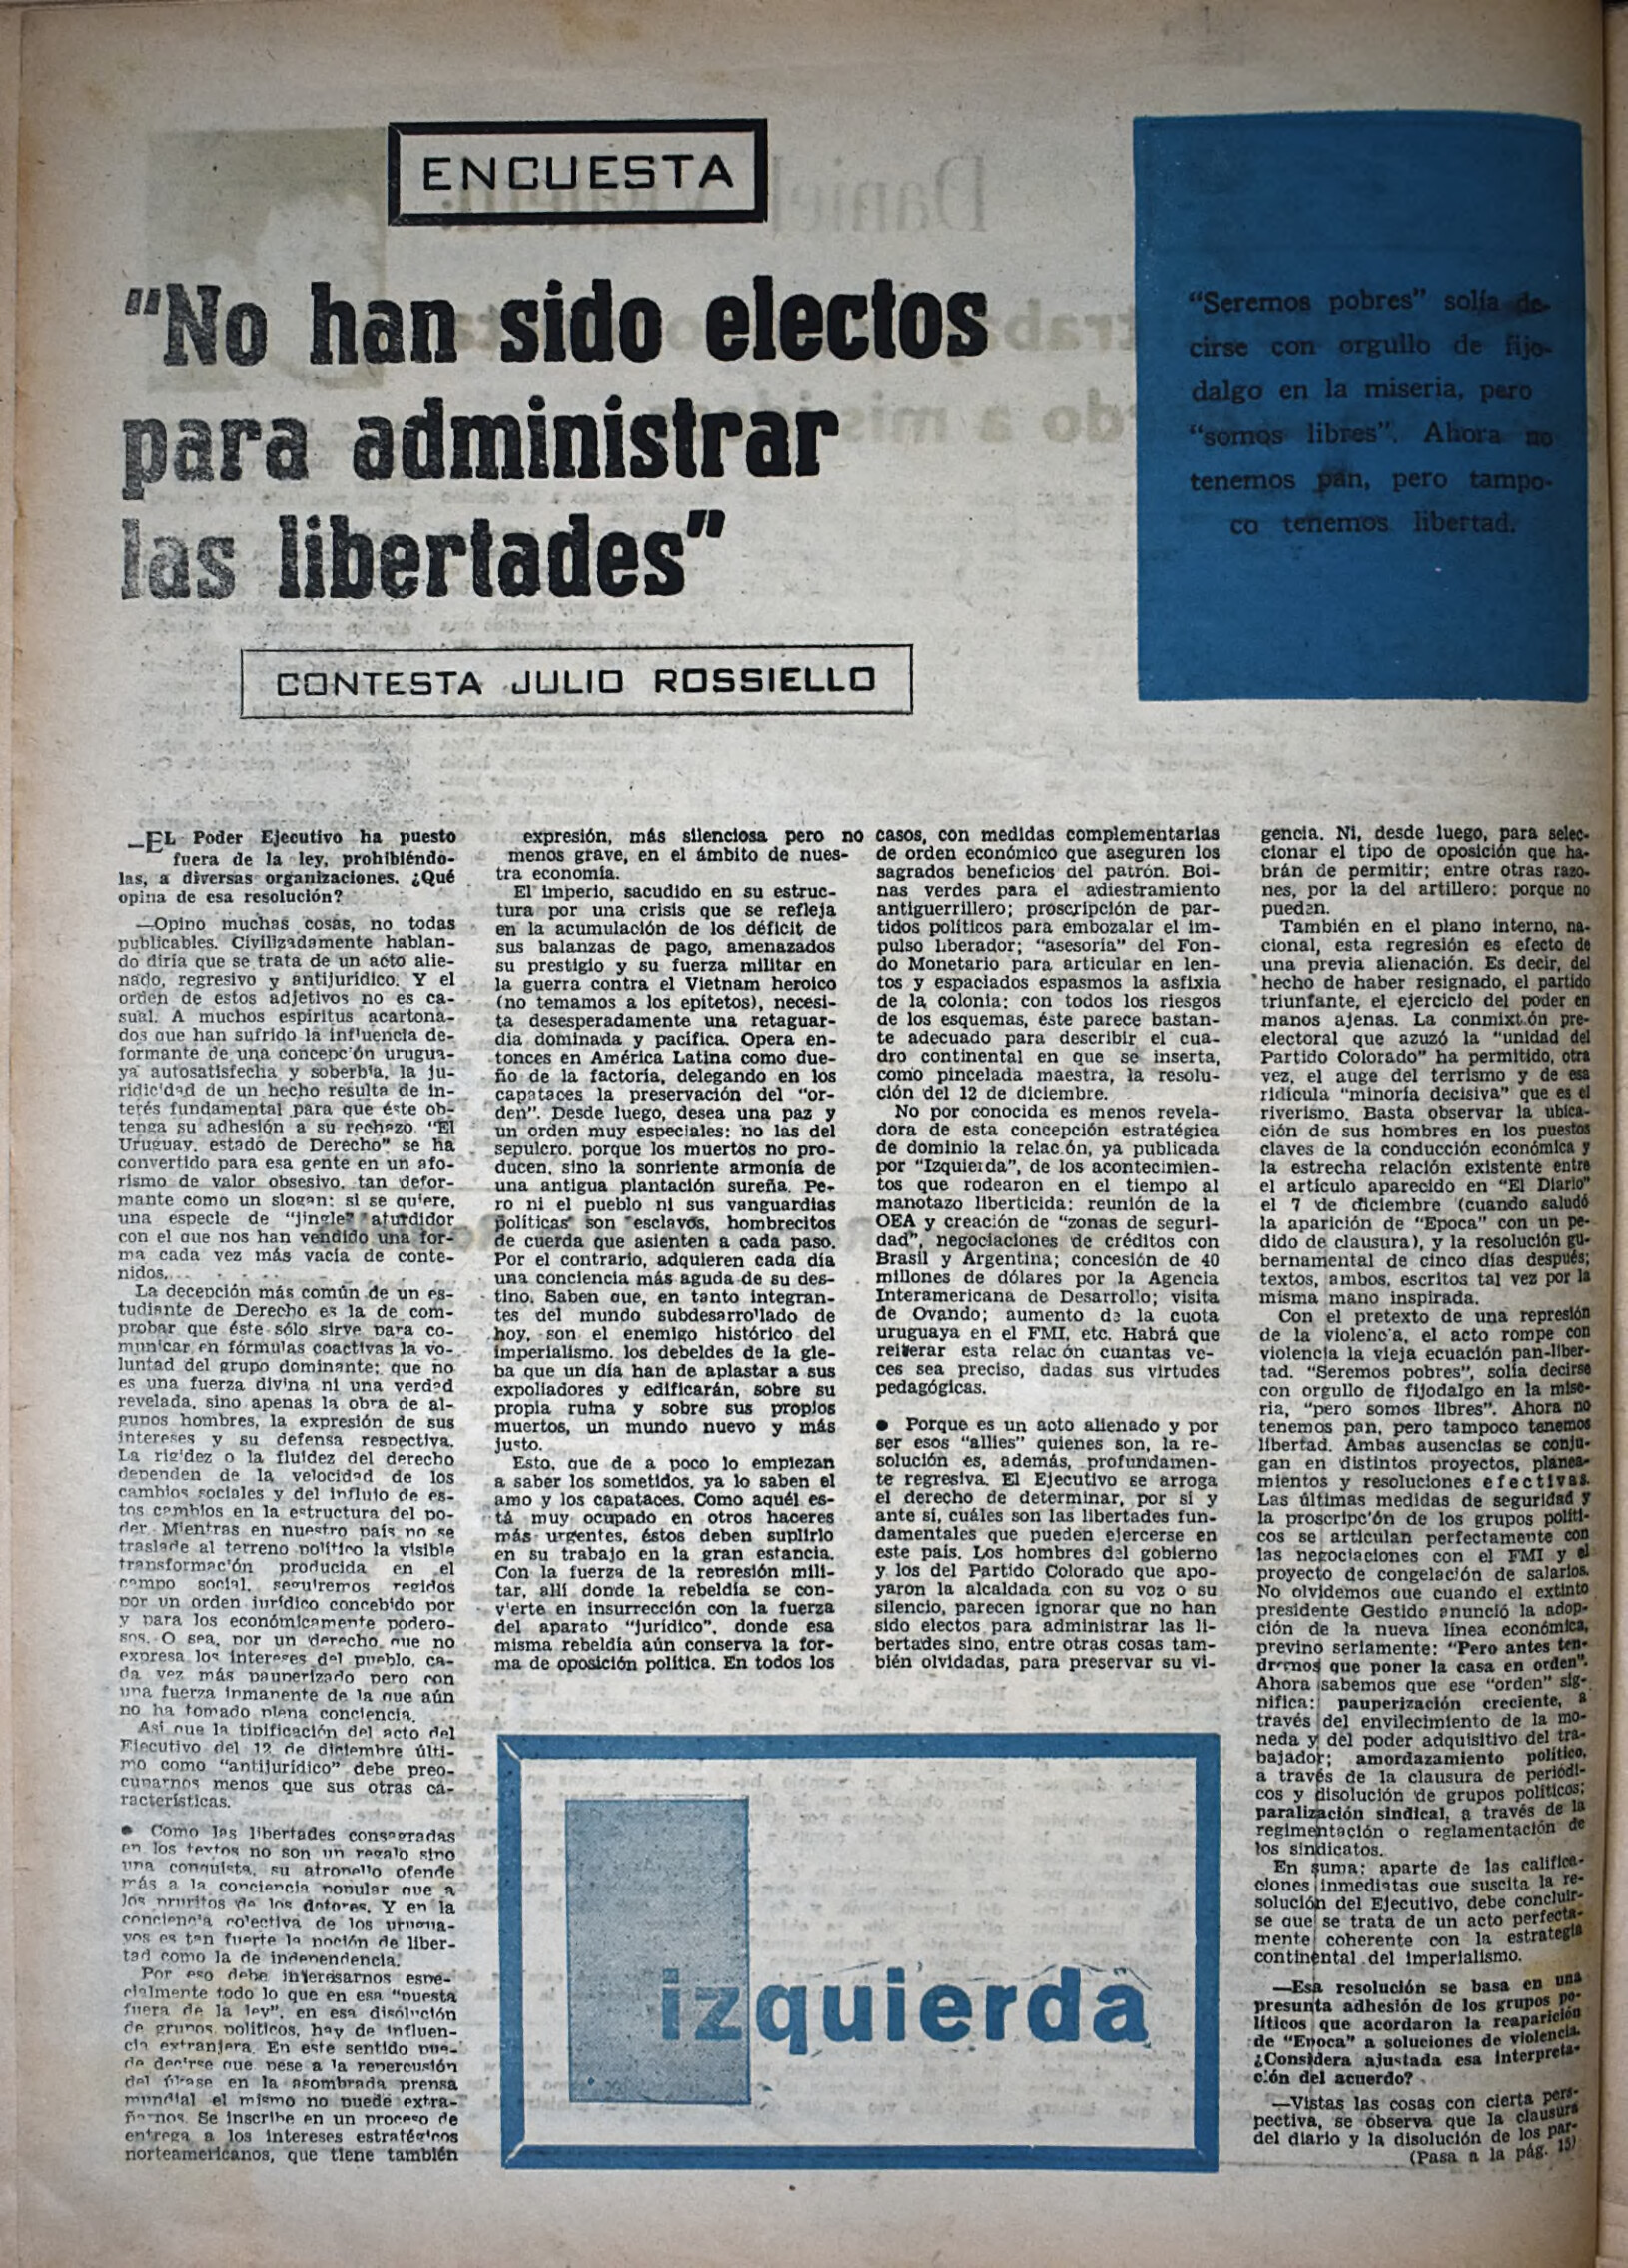 ENCUESTA
"No han sido electos
para administrar
las libertades"
CONTESTA JULIO ROSSIELLO
"Seremos pobres" solía de-
cirse con orgullo de fijo-
dalgo en la miseria, pero
"somos libres". Ahora no
tenemos pan, pero tampo-
co tenemos libertad.
—EL Poder Ejecutivo ha puesto
fuera de la ley, prohibiéndo-
las, a diversas organizaciones. ¿Qué
opina de esa resolución?
—Opino muchas cosas, no todas
publicables. Civilizadamente hablan-
do diría que se trata de un acto alie-
nado, regresivo y antijurídico. Y el
orden de estos adjetivos no es ca-
sual. A muchos espíritus acartona-
dos que han sufrido la influencia de-
formante de una concepción urugua-
ya autosatisfecha y soberbia, la ju-
ridicidad de un hecho resulta de in-
terés fundamental para que éste ob-
tenga su adhesión a su rechazo. "El
Uruguay, estado de Derecho" se ha
convertido para esa gente en un afo-
rismo de valor obsesivo, tan defor-
mante como un slogan: si se quiere,
una especie de "jingle" aturdidor
con el que nos han vendido una for-
ma cada vez más vacía de conte-
nidos.
La decepción más común de un es-
tudiante de Derecho es la de com-
probar que éste sólo sirve para co-
municar en fórmulas coactivas la vo-
luntad del grupo dominante; que no
es una fuerza divina ni una verdad
revelada, sino apenas la obra de al-
gunos hombres, la expresión de sus
intereses y su defensa respectiva.
La rigidez o la fluidez del derecho
dependen de la velocidad de los
cambios sociales y del influjo de es-
tos cambios en la estructura del po-
der. Mientras en nuestro país no se
traslade al terreno político la visible
transformación producida en el
campo social, seguiremos regidos
por un orden jurídico concebido por
y para los económicamente podero-
sos. O sea, por un derecho que no
expresa los intereses del pueblo, ca-
da vez más pauperizado pero con
una fuerza inmanente de la que aún
no ha tomado plena conciencia.
Así que la tipificación del acto del
Ejecutivo del 12 de diciembre últi-
mo como "antijurídico" debe preo-
cuparnos menos que sus otras ca-
racterísticas.
● Como las libertades consagradas
en los textos no son un regalo sino
una conquista, su atropello ofende
más a la conciencia popular que a
los pruritos de los dotores. Y en la
conciencia colectiva de los urugua-
yos es tan fuerte la noción de liber-
tad como la de independencia.
Por eso debe interesarnos espe-
cialmente todo lo que en esa "puesta
fuera de la ley", en esa disolución
de grupos políticos, hay de influen-
cia extranjera. En este sentido pue-
de decirse que pese a la repercusión
del úkase en la asombrada prensa
mundial el mismo no puede extra-
ñarnos. Se inscribe en un proceso de
entrega a los intereses estratégicos
norteamericanos, que tiene también
expresión, más silenciosa pero no
menos grave, en el ámbito de nues-
tra economía.
El imperio, sacudido en su estruc-
tura por una crisis que se refleja
en la acumulación de los déficit de
sus balanzas de pago, amenazados
su prestigio y su fuerza militar en
la guerra contra el Vietnam heroico
(no temamos a los epítetos), necesi-
ta desesperadamente una retaguar-
dia dominada y pacífica. Opera en-
tonces en América Latina como due-
ño de la factoría, delegando en los
capataces la preservación del "or-
den". Desde luego, desea una paz y
un orden muy especiales: no las del
sepulcro, porque los muertos no pro-
ducen, sino la sonriente armonía de
una antigua plantación sureña. Pe-
ro ni el pueblo ni sus vanguardias
políticas son esclavos, hombrecitos
de cuerda que asienten a cada paso.
Por el contrario, adquieren cada día
una conciencia más aguda de su des-
tino. Saben que, en tanto integran-
tes del mundo subdesarrollado de
hoy, son el enemigo histórico del
imperialismo, los debeldes de la gle-
ba que un día han de aplastar a sus
expoliadores y edificarán, sobre su
propia ruina y sobre sus propios
muertos, un mundo nuevo y más
justo.
Esto, que de a poco lo empiezan
a saber los sometidos, ya lo saben el
amo y los capataces. Como aquél es-
tá muy ocupado en otros haceres
más urgentes, éstos deben suplirlo
en su trabajo en la gran estancia.
Con la fuerza de la represión mili-
tar, allí donde la rebeldía se con-
vierte en insurrección con la fuerza
del aparato "jurídico", donde esa
misma rebeldía aún conserva la for-
ma de oposición política. En todos los
casos, con medidas complementarias
de orden económico que aseguren los
sagrados beneficios del patrón. Boi-
nas verdes para el adiestramiento
antiguerrillero; proscripción de par-
tidos políticos para embozalar el im-
pulso liberador; "asesoría" del Fon-
do Monetario para articular en len-
tos y espaciados espasmos la asfixia
de la colonia: con todos los riesgos
de los esquemas, éste parece bastan-
te adecuado para describir el cua-
dro continental en que se inserta,
como pincelada maestra, la resolu-
ción del 12 de diciembre.
No por conocida es menos revela-
dora de esta concepción estratégica
de dominio la relación, ya publicada
por "Izquierda", de los acontecimien-
tos que rodearon en el tiempo al
manotazo liberticida: reunión de la
OEA y creación de "zonas de seguri-
dad", negociaciones de créditos con
Brasil y Argentina; concesión de 40
millones de dólares por la Agencia
Interamericana de Desarrollo; visita
de Ovando; aumento de la cuota
uruguaya en el FMI, etc. Habrá que
reiterar esta relación cuantas ve-
ces sea preciso, dadas sus virtudes
pedagógicas.
● Porque es un acto alienado y por
ser esos "allies" quienes son, la re-
solución es, además, profundamen-
te regresiva. El Ejecutivo se arroga
el derecho de determinar, por sí y
ante sí, cuáles son las libertades fun-
damentales que pueden ejercerse en
este país. Los hombres del gobierno
y los del Partido Colorado que apo-
yaron la alcaldada con su voz o su
silencio, parecen ignorar que no han
sido electos para administrar las li-
bertades sino, entre otras cosas tam-
bién olvidadas, para preservar su vi-
gencia. Ni, desde luego, para selec-
cionar el tipo de oposición que ha-
brán de permitir; entre otras razo-
nes, por la del artillero: porque no
pueden.
También en el plano interno, na-
cional, esta regresión es efecto de
una previa alienación. Es decir, del
hecho de haber resignado, el partido
triunfante, el ejercicio del poder en
manos ajenas. La conmixtón pre-
electoral que azuzó la "unidad del
Partido Colorado" ha permitido, otra
vez, el auge del terrismo y de esa
ridícula "minoría decisiva" que es el
riverismo. Basta observar la ubica-
ción de sus hombres en los puestos
claves de la conducción económica y
la estrecha relación existente entre
el artículo aparecido en "El Diario"
el 7 de diciembre (cuando saludó
la aparición de "Epoca" con un pe-
dido de clausura), y la resolución gu-
bernamental de cinco días después;
textos, ambos, escritos tal vez por la
misma mano inspirada.
Con el pretexto de una represión
de la violencia, el acto rompe con
violencia la vieja ecuación pan-liber-
tad. "Seremos pobres", solía decirse
con orgullo de fijodalgo en la mise-
ria, "pero somos libres". Ahora no
tenemos pan, pero tampoco tenemos
libertad. Ambas ausencias se conju-
gan en distintos proyectos, planea-
mientos y resoluciones efectivas.
Las últimas medidas de seguridad y
la proscripción de los grupos políti-
cos se articulan perfectamente con
las negociaciones con el FMI y el
proyecto de congelación de salarios.
No olvidemos que cuando el extinto
presidente Gestido anunció la adop-
ción de la nueva línea económica,
previno seriamente: "Pero antes ten-
dremos que poner la casa en orden".
Ahora sabemos que ese "orden" sig-
nifica: pauperización creciente, a
través del envilecimiento de la mo-
neda y del poder adquisitivo del tra-
bajador; amordazamiento político,
a través de la clausura de periódi-
cos y disolución de grupos políticos;
paralización sindical, a través de la
regimentación o reglamentación de
los sindicatos.
En suma: aparte de las califica-
ciones inmediatas que suscita la re-
solución del Ejecutivo, debe concluir-
se que se trata de un acto perfecta-
mente coherente con la estrategia
continental del imperialismo.
—Esa resolución se basa en una
presunta adhesión de los grupos po-
líticos que acordaron la reaparición
de "Epoca" a soluciones de violencia.
¿Considera ajustada esa interpreta-
ción del acuerdo?
—Vistas las cosas con cierta pers-
pectiva, se observa que la clausura
del diario y la disolución de los par-
(Pasa a la pág. 15)
izquierda